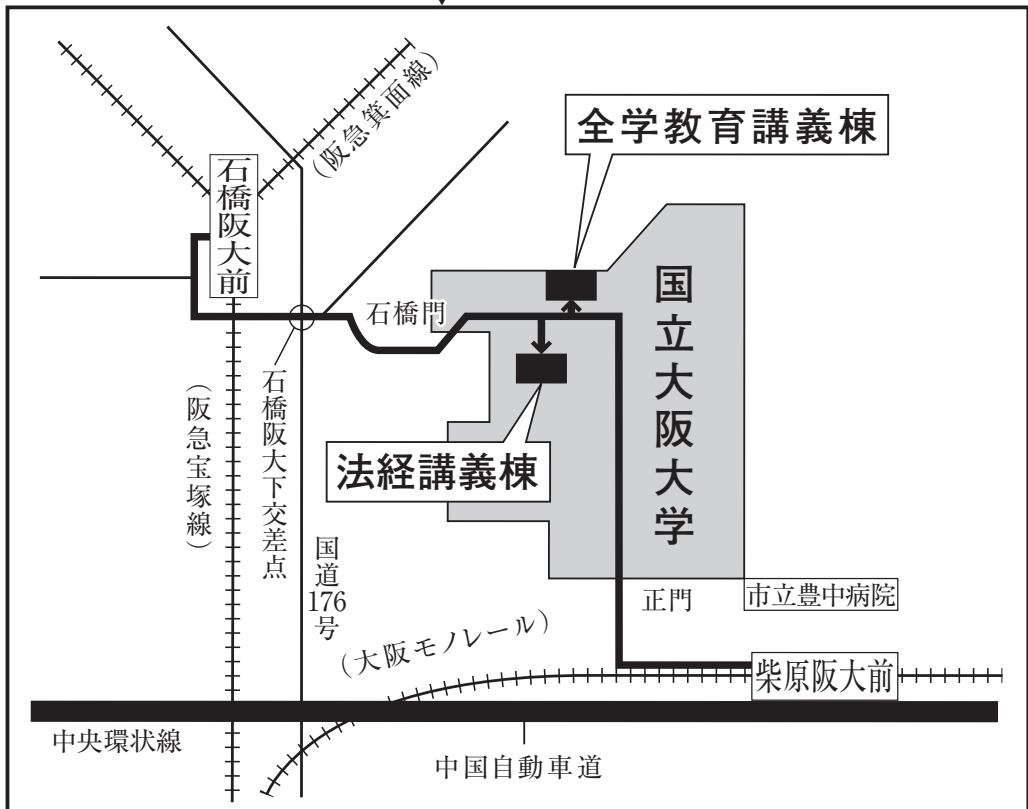 (阪急箕面線)
全学教育講義棟
石橋阪大前
石橋門
国立大阪大学
(阪急宝塚線)
石橋阪大下交差点
法経講義棟
国道176号
正門
市立豊中病院
(大阪モノレール)
柴原阪大前
中央環状線
中国自動車道